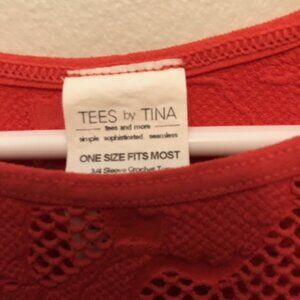 TEES by TINA
tees and more
simple sophisticated seamless
ONE SIZE FITS MOST
3/4 Sleeve Crochet